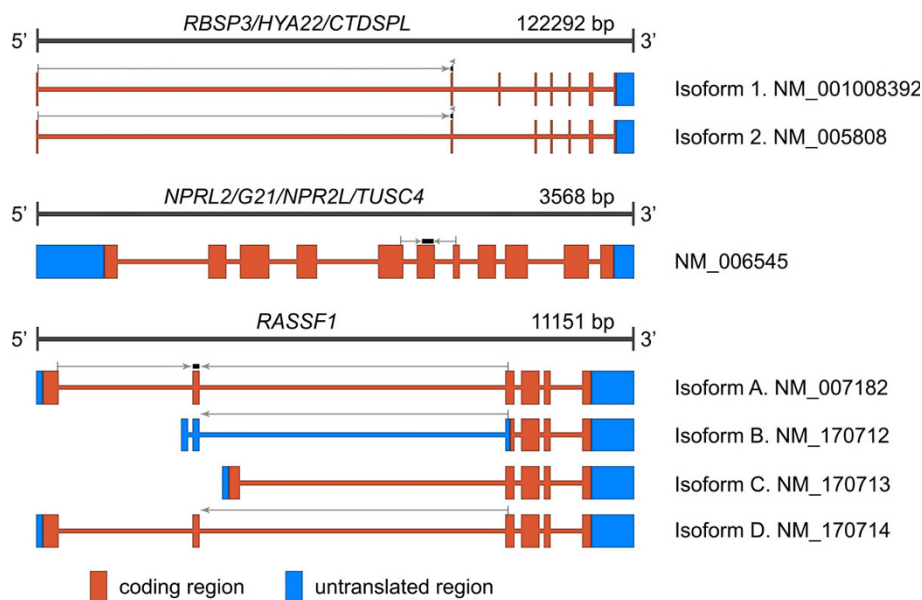 RBSP3/HYA22/CTDSPL 122292 bp
5’ 3’
Isoform 1. NM_001008392
Isoform 2. NM_005808
NPRL2/G21/NPR2L/TUSC4 3568 bp
5’ 3’
NM_006545
RASSF1 11151 bp
5’ 3’
Isoform A. NM_007182
Isoform B. NM_170712
Isoform C. NM_170713
Isoform D. NM_170714
coding region untranslated region